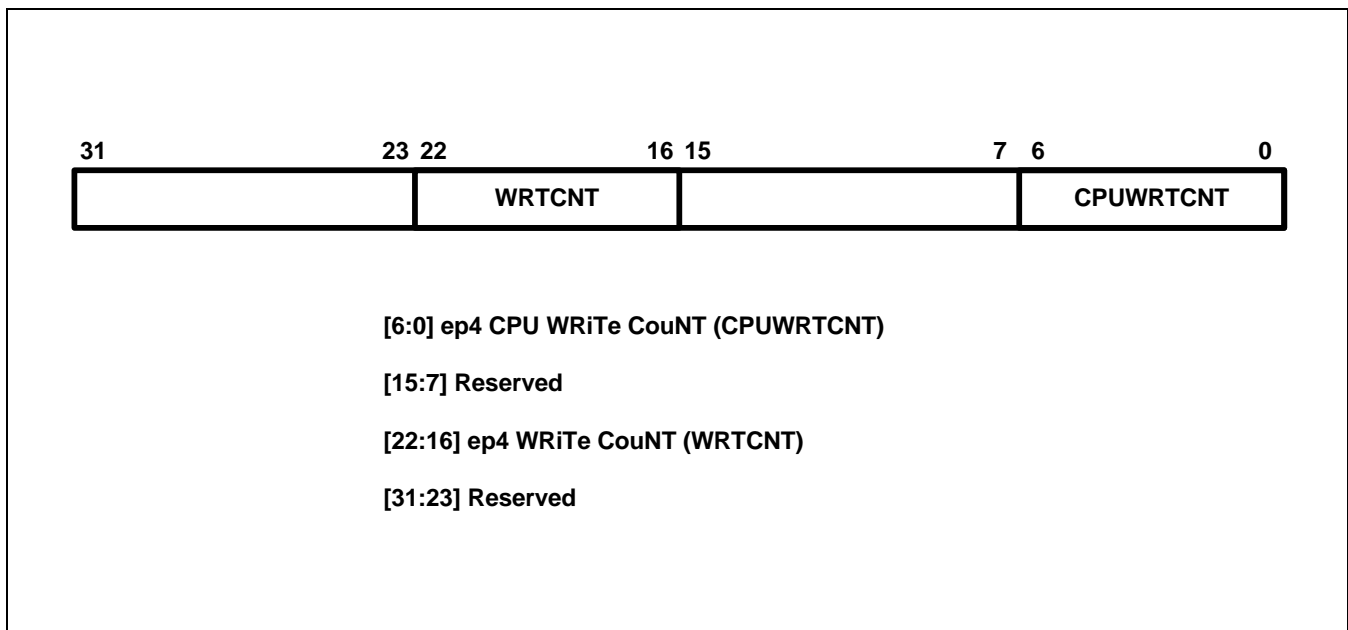 31 23 22 16 15 7 6 0
WRTCNT CPUWRTCNT
[6:0] ep4 CPU WRiTe CouNT (CPUWRTCNT)
[15:7] Reserved
[22:16] ep4 WRiTe CouNT (WRTCNT)
[31:23] Reserved